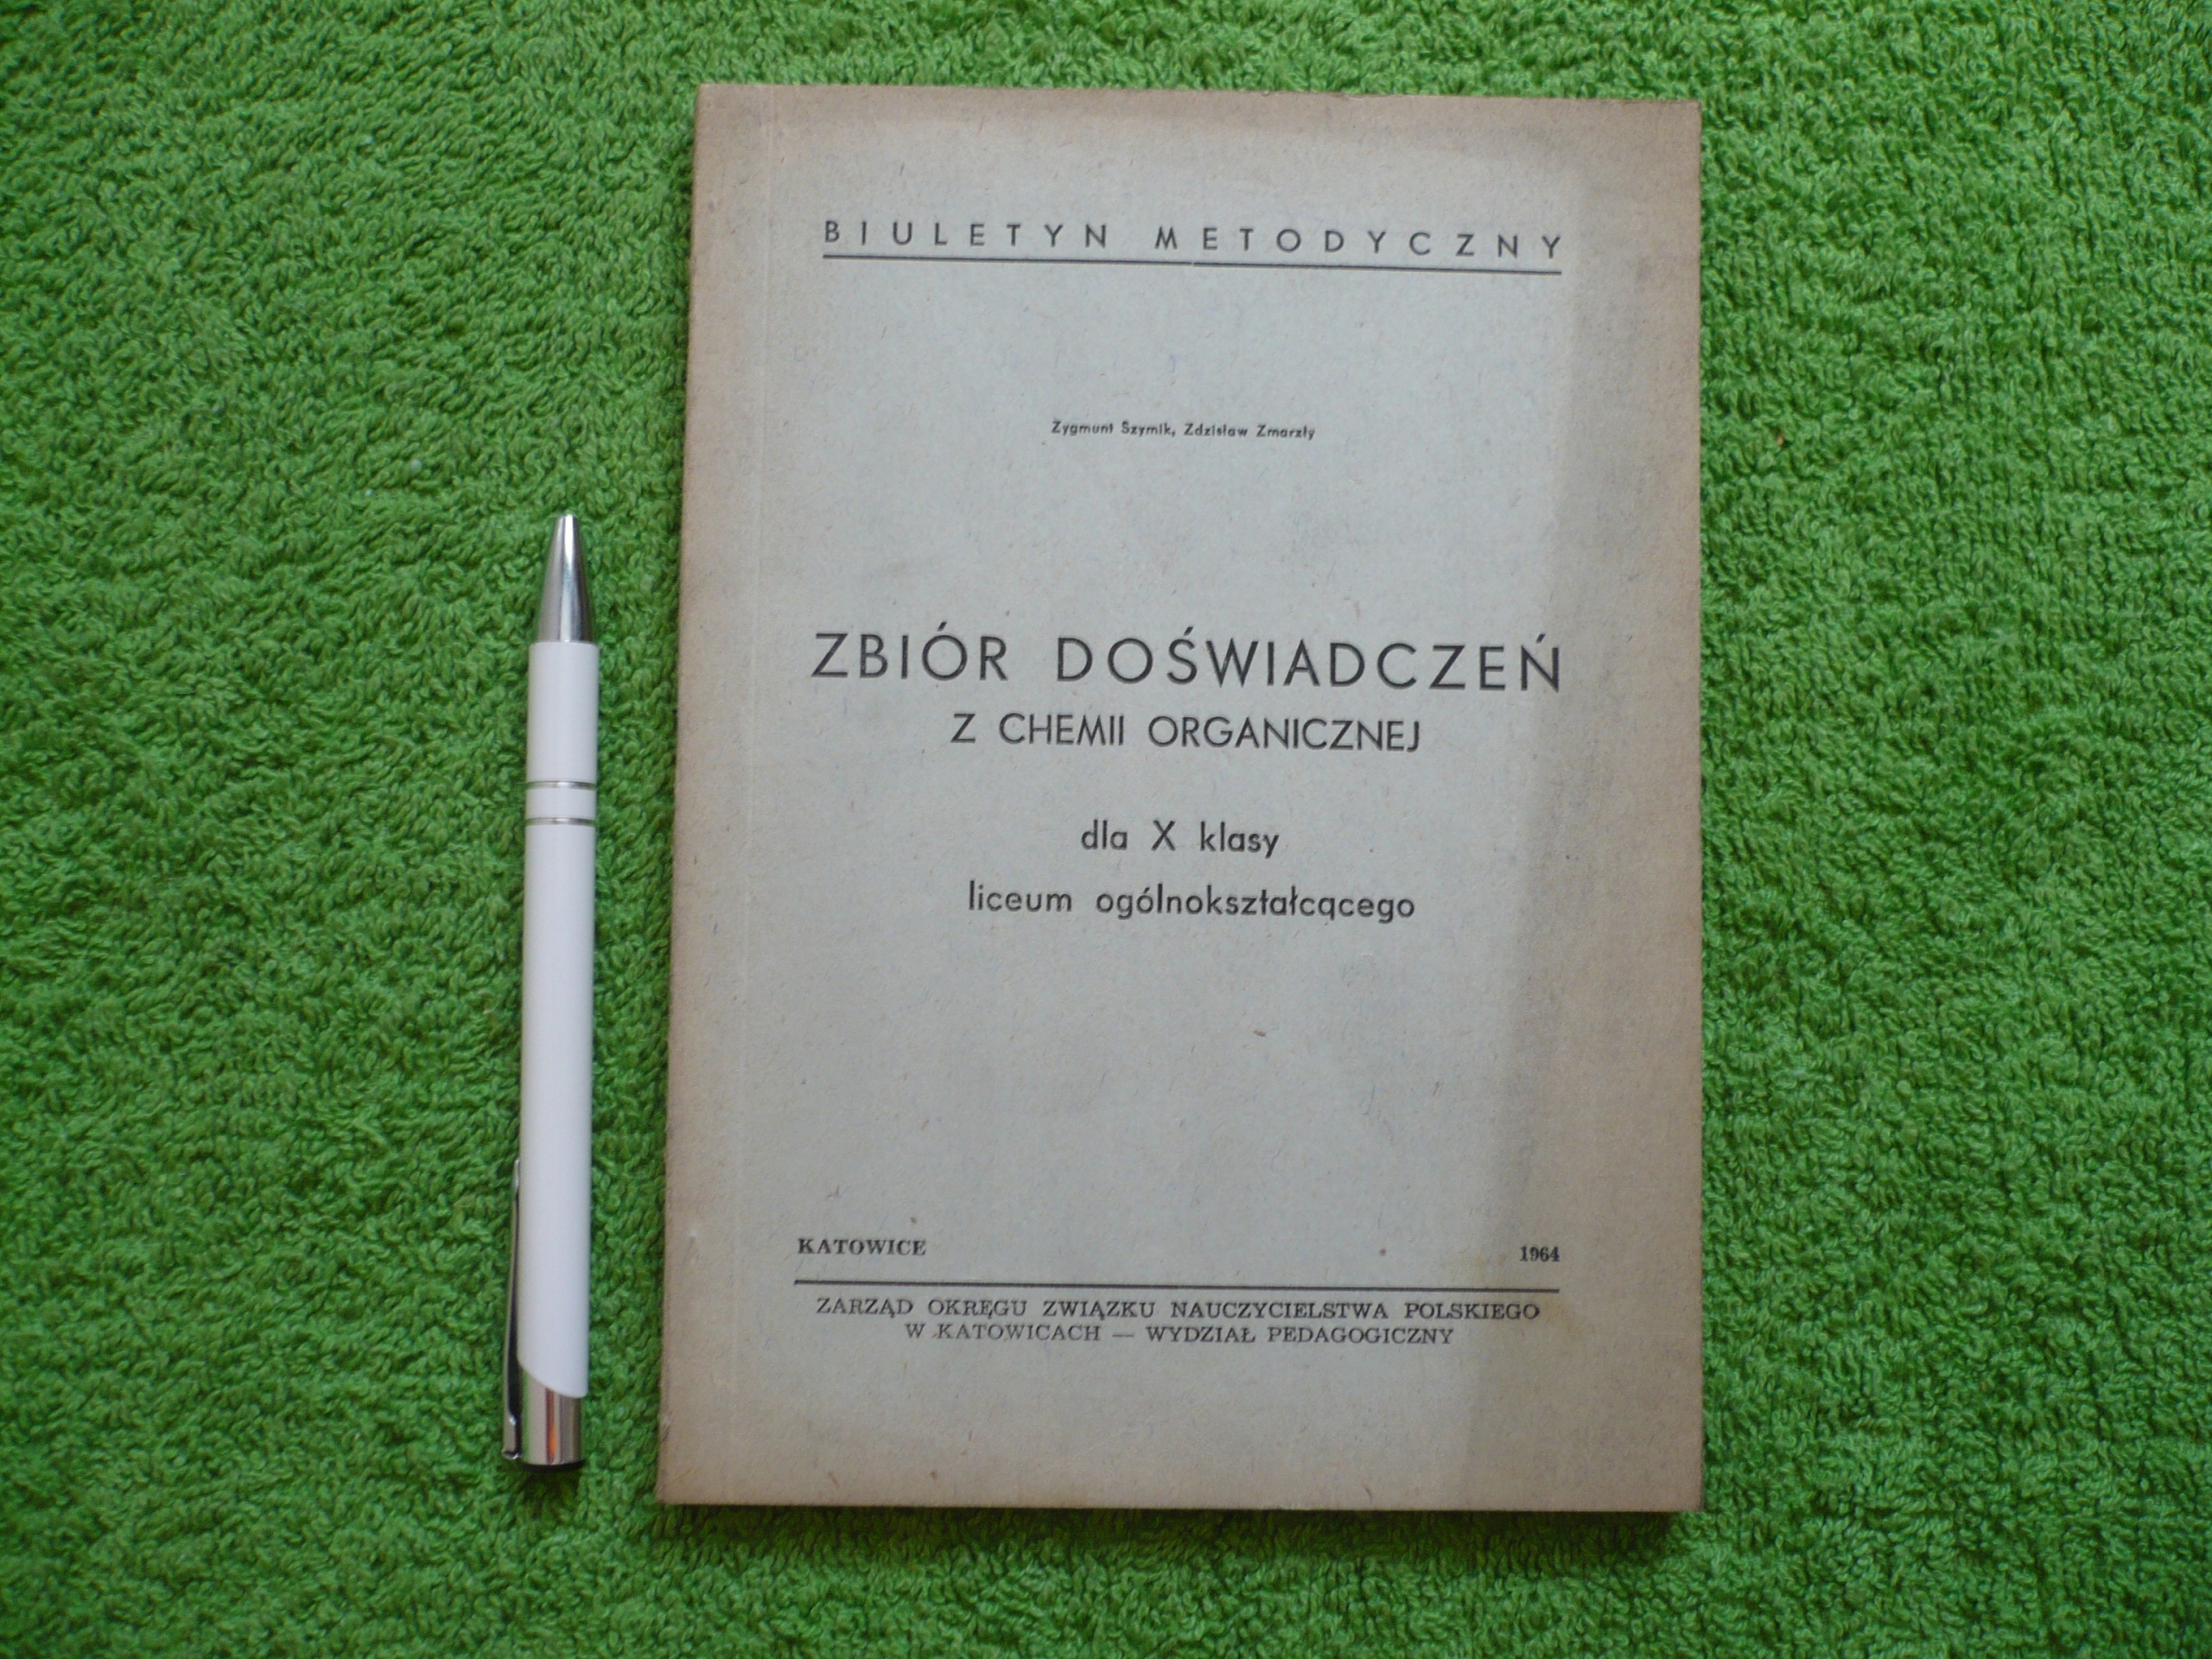 BIULETYN METODYCZNY
Zygmunt Szymik, Zdzisław Zmarzły
ZBIÓR DOŚWIADCZEŃ
Z CHEMII ORGANICZNEJ
dla X klasy
liceum ogólnokształcącego
KATOWICE 1964
ZARZĄD OKRĘGU ZWIĄZKU NAUCZYCIELSTWA POLSKIEGO
W KATOWICACH — WYDZIAŁ PEDAGOGICZNY